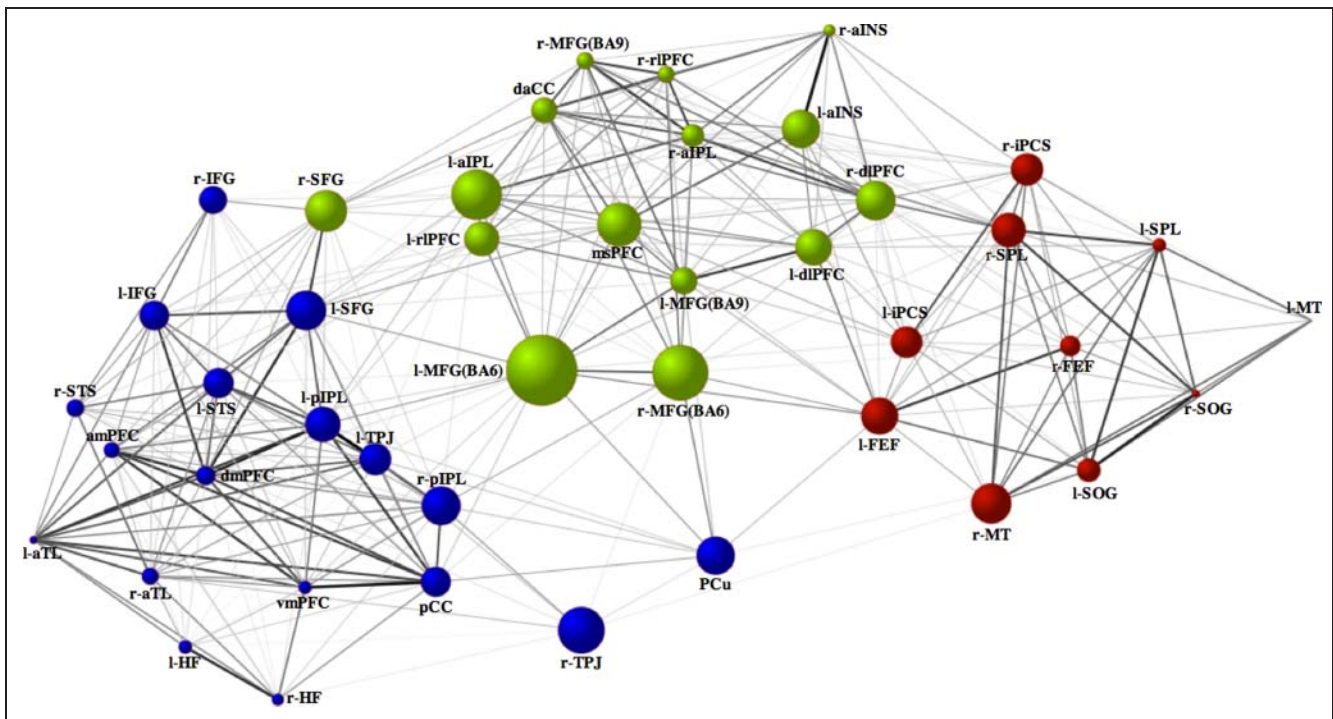 r-aINS
r-MFG(BA9)
r-rlPFC
daCC
l-aINS
r-aIPL
r-iPCS
l-aIPL
r-dlPFC
r-IFG
r-SFG
l-rlPFC
msPFC
l-SPL
r-SPL
l-dlPFC
l-IFG
l-SFG
l-MFG(BA9)
l-iPCS
l-MT
l-MFG(BA6)
r-FEF
r-STS
l-STS
l-pIPL
r-MFG(BA6)
r-SOG
amPFC
l-TPJ
l-FEF
dmPFC
r-pIPL
l-SOG
r-MT
l-aTL
r-aTL
vmPFC
pCC
PCu
l-HF
r-TPJ
r-HF